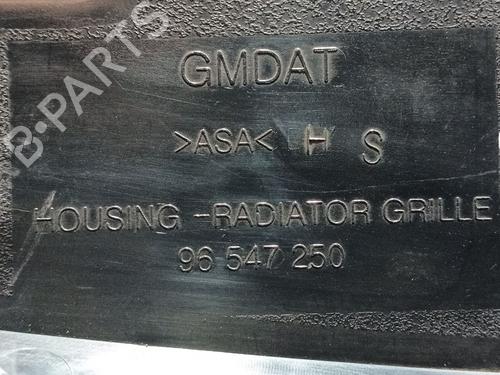 GMDAT
>ASA< H S
HOUSING -RADIATOR GRILLE
96 547 250
B-PARTS